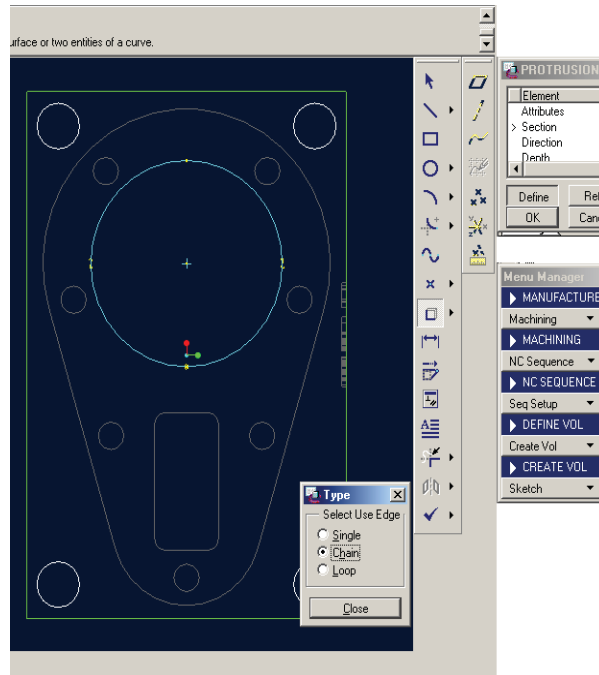 urface or two entities of a curve.
PROTRUSION
Element
Attributes
> Section
Direction
Depth
Define
Re
OK
Can
Menu Manager
MANUFACTURE
Machining
MACHINING
NC Sequence
NC SEQUENCE
Seq Setup
DEFINE VOL
Create Vol
CREATE VOL
Sketch
Type
Select Use Edge
Single
Chain
Loop
Close